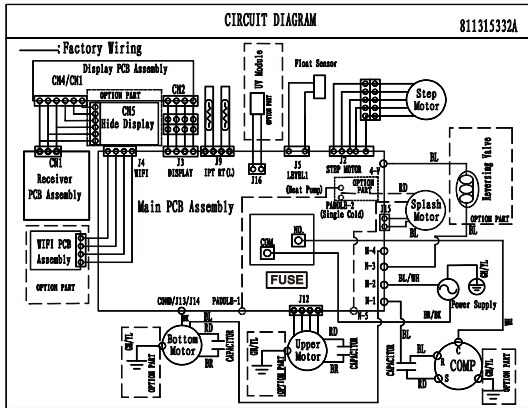 CIRCUIT DIAGRAM
811315332A
: Factory Wiring
Display PCB Assembly
CN4/CN1
OPTION PART
CN2
CN5
Hide Display
UV Module
OPTION PART
Float Sensor
Step
Motor
CN1
Receiver
PCB Assembly
J4
WIFI
J3
DISPLAY
J9
IPT RT(L)
J16
J5
LEVEL1
J2
STEP MOTOR
4-V
BL
Reversing Valve
OPTION PART
Main PCB Assembly
(Heat Pump)
OPTION
PART
PADDLE-2
(Single Cold)
RD
J15
Splash
Motor
BL
BL
WIFI PCB
Assembly
OPTION PART
COM
NO
FUSE
N-4
N-3
N-2
N-1
N-5
BL/WH
GN/YL
Power Supply
BR/BK
COMB/J13/J14
PADDLE-1
J12
BK
RD
Bottom
Motor
BR
CAPACITOR
GN/YL
OPTION PART
RD
Upper
Motor
BR
CAPACITOR
GN/YL
OPTION PART
CAPACITOR
BL
RD
R
C
S
COMP
GN/YL
OPTION PART